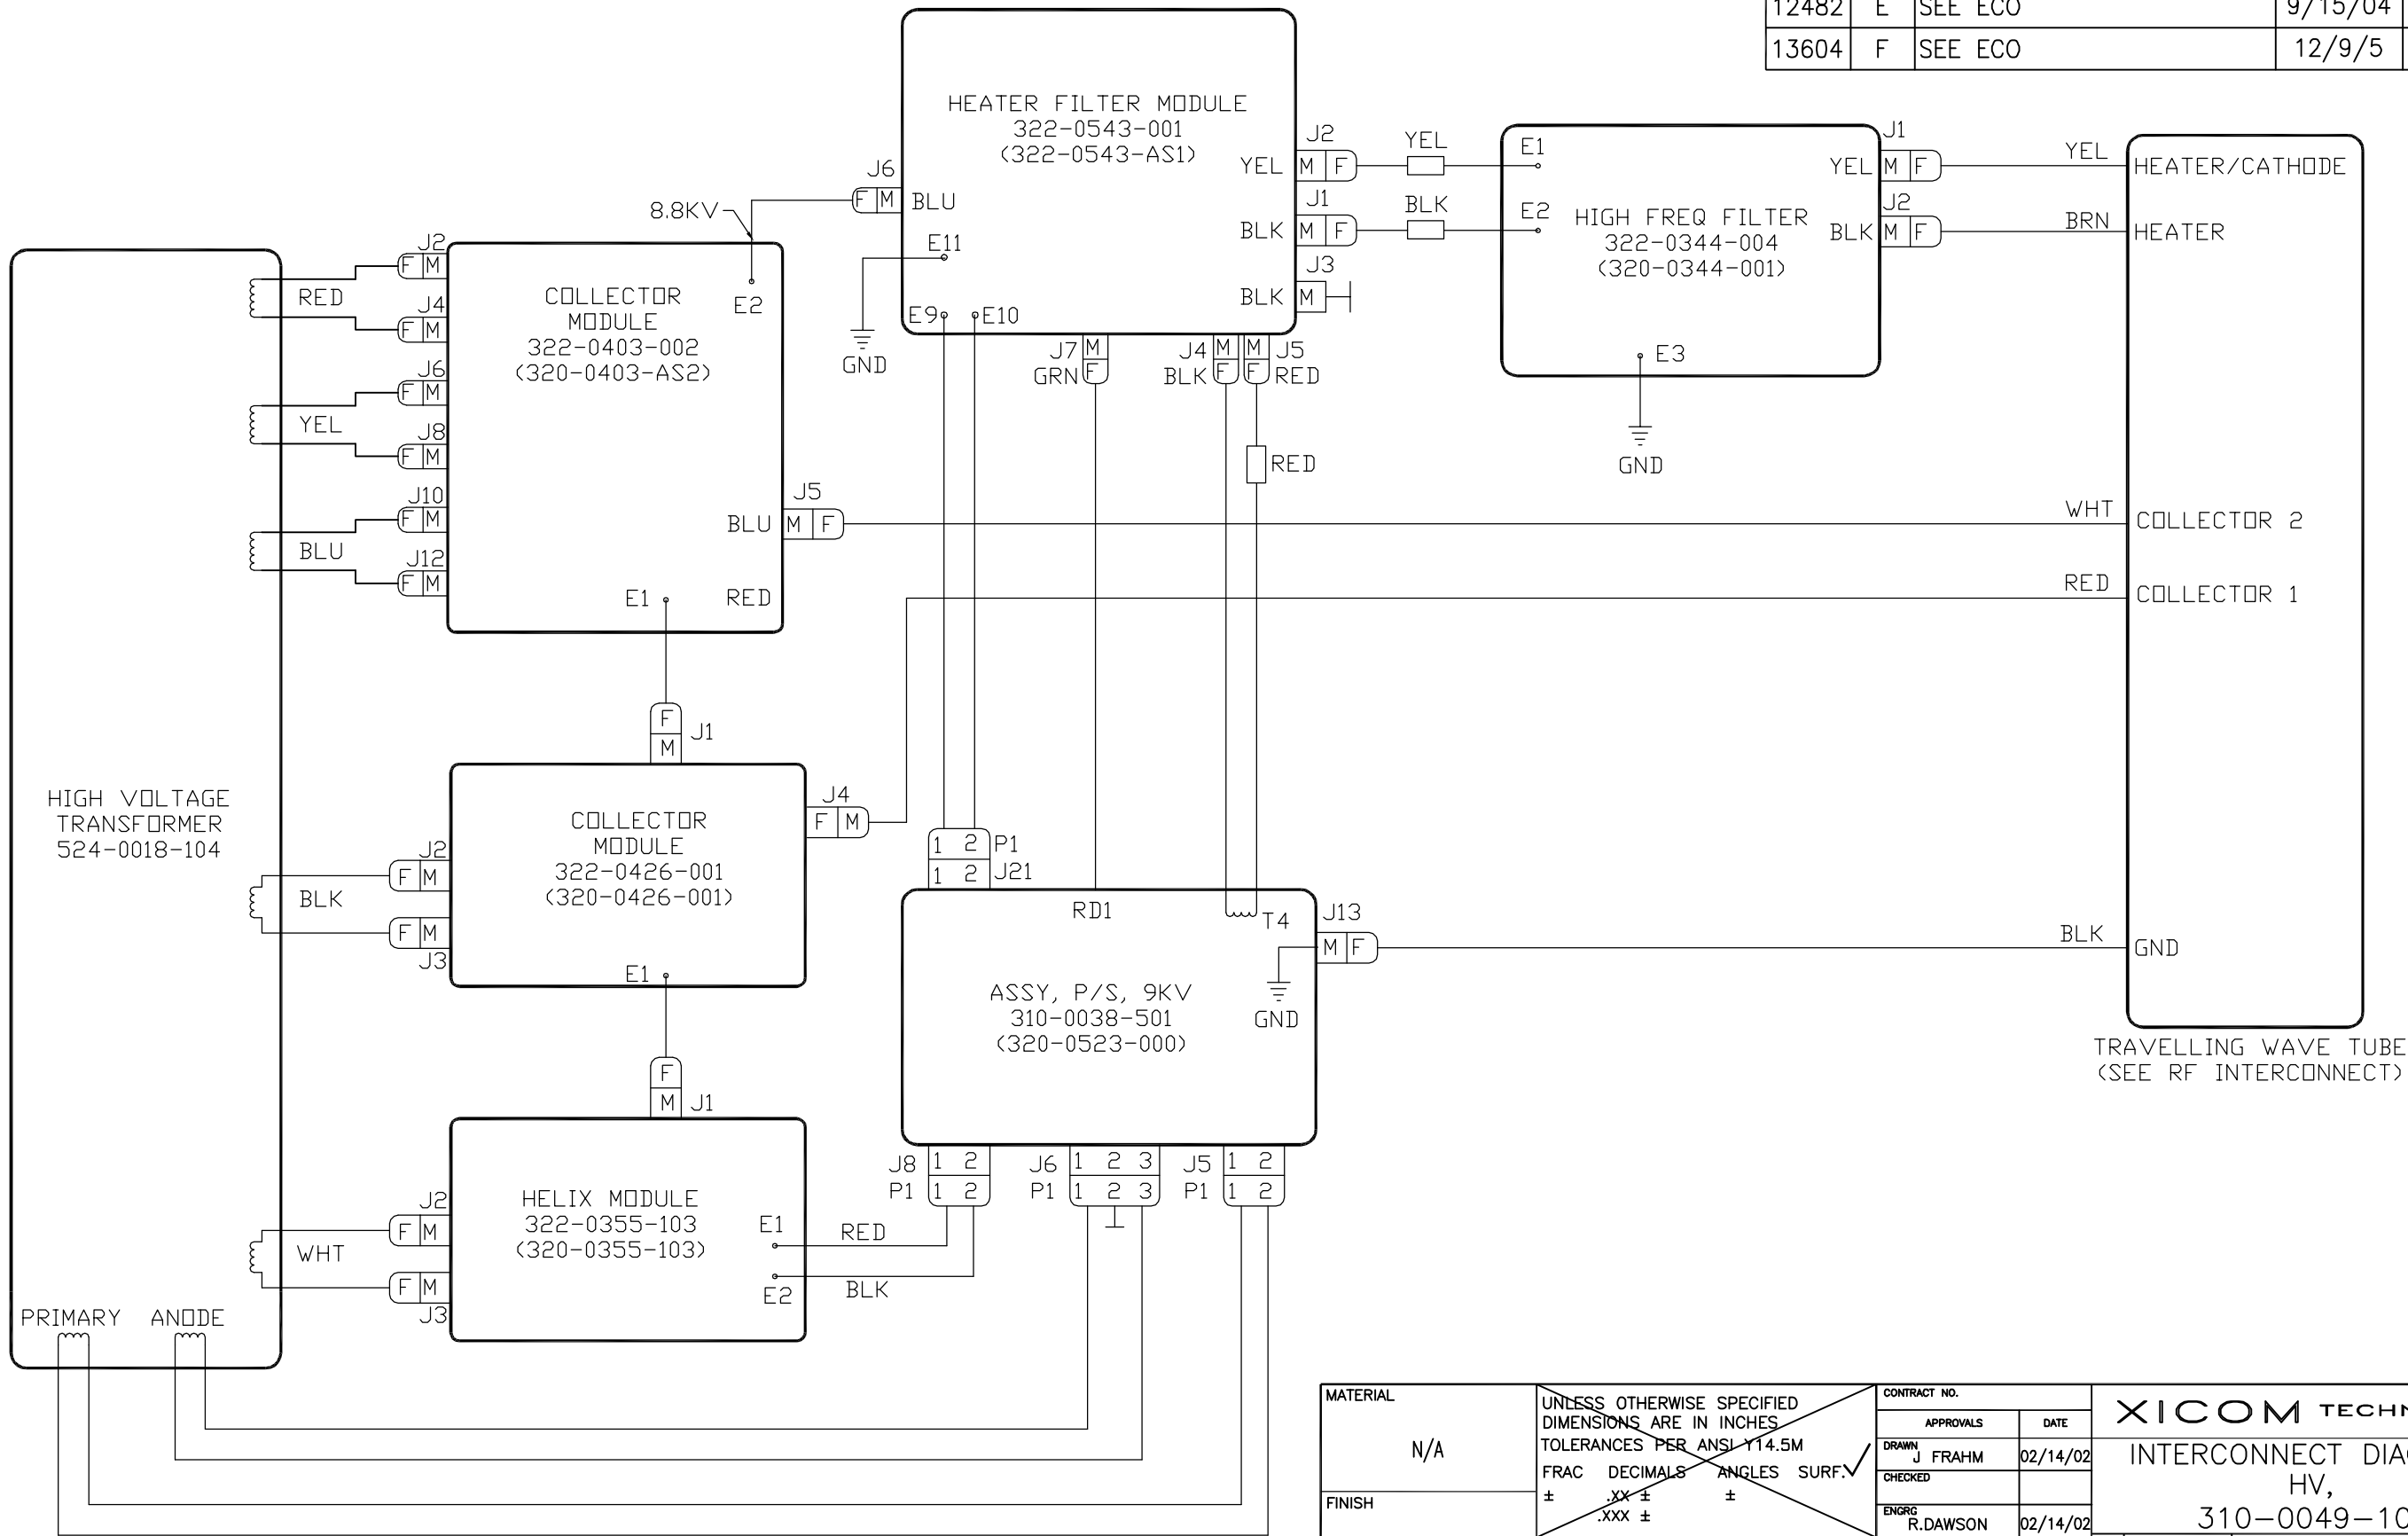 12482 E SEE ECO 9/15/04
13604 F SEE ECO 12/9/5
HEATER FILTER MODULE
322-0543-001
(322-0543-AS1)
J6
BLU
F M
8.8KV
E11
GND
E9 E10
J2
YEL
M F
YEL
J1
BLK
M F
BLK
J3
BLK
M
J7
GRN
M
F
J4
BLK
M
F
J5
RED
M
F
RED
E1
E2
HIGH FREQ FILTER
322-0344-004
(320-0344-001)
E3
GND
J1
YEL
M F
YEL
J2
BLK
M F
BRN
HEATER/CATHODE
HEATER
WHT
COLLECTOR 2
RED
COLLECTOR 1
BLK
GND
TRAVELLING WAVE TUBE
(SEE RF INTERCONNECT)
HIGH VOLTAGE
TRANSFORMER
524-0018-104
RED
YEL
BLU
BLK
WHT
PRIMARY ANODE
J2
F M
J4
F M
J6
F M
J8
F M
J10
F M
J12
F M
COLLECTOR
MODULE
322-0403-002
(320-0403-AS2)
E2
J5
BLU
M F
RED
E1
F
M
J1
COLLECTOR
MODULE
322-0426-001
(320-0426-001)
J2
F M
F M
J3
J4
F M
E1
F
M
J1
HELIX MODULE
322-0355-103
(320-0355-103)
J2
F M
F M
J3
E1
RED
E2
BLK
1 2 P1
1 2 J21
RD1
T4
J13
M F
GND
ASSY, P/S, 9KV
310-0038-501
(320-0523-000)
J8 1 2
P1 1 2
J6 1 2 3
P1 1 2 3
J5 1 2
P1 1 2
MATERIAL
N/A
FINISH
UNLESS OTHERWISE SPECIFIED
DIMENSIONS ARE IN INCHES
TOLERANCES PER ANSI Y14.5M
FRAC DECIMALS ANGLES SURF.
± .XX ± ±
.XXX ±
CONTRACT NO.
APPROVALS DATE
DRAWN J FRAHM 02/14/02
CHECKED
ENGRG R.DAWSON 02/14/02
XICOM
INTERCONNECT
HV,